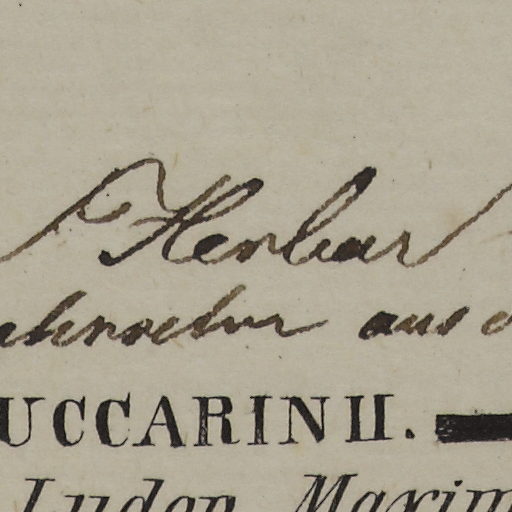 Herbar
aus
UCCARINII.
Ludov. Maxim